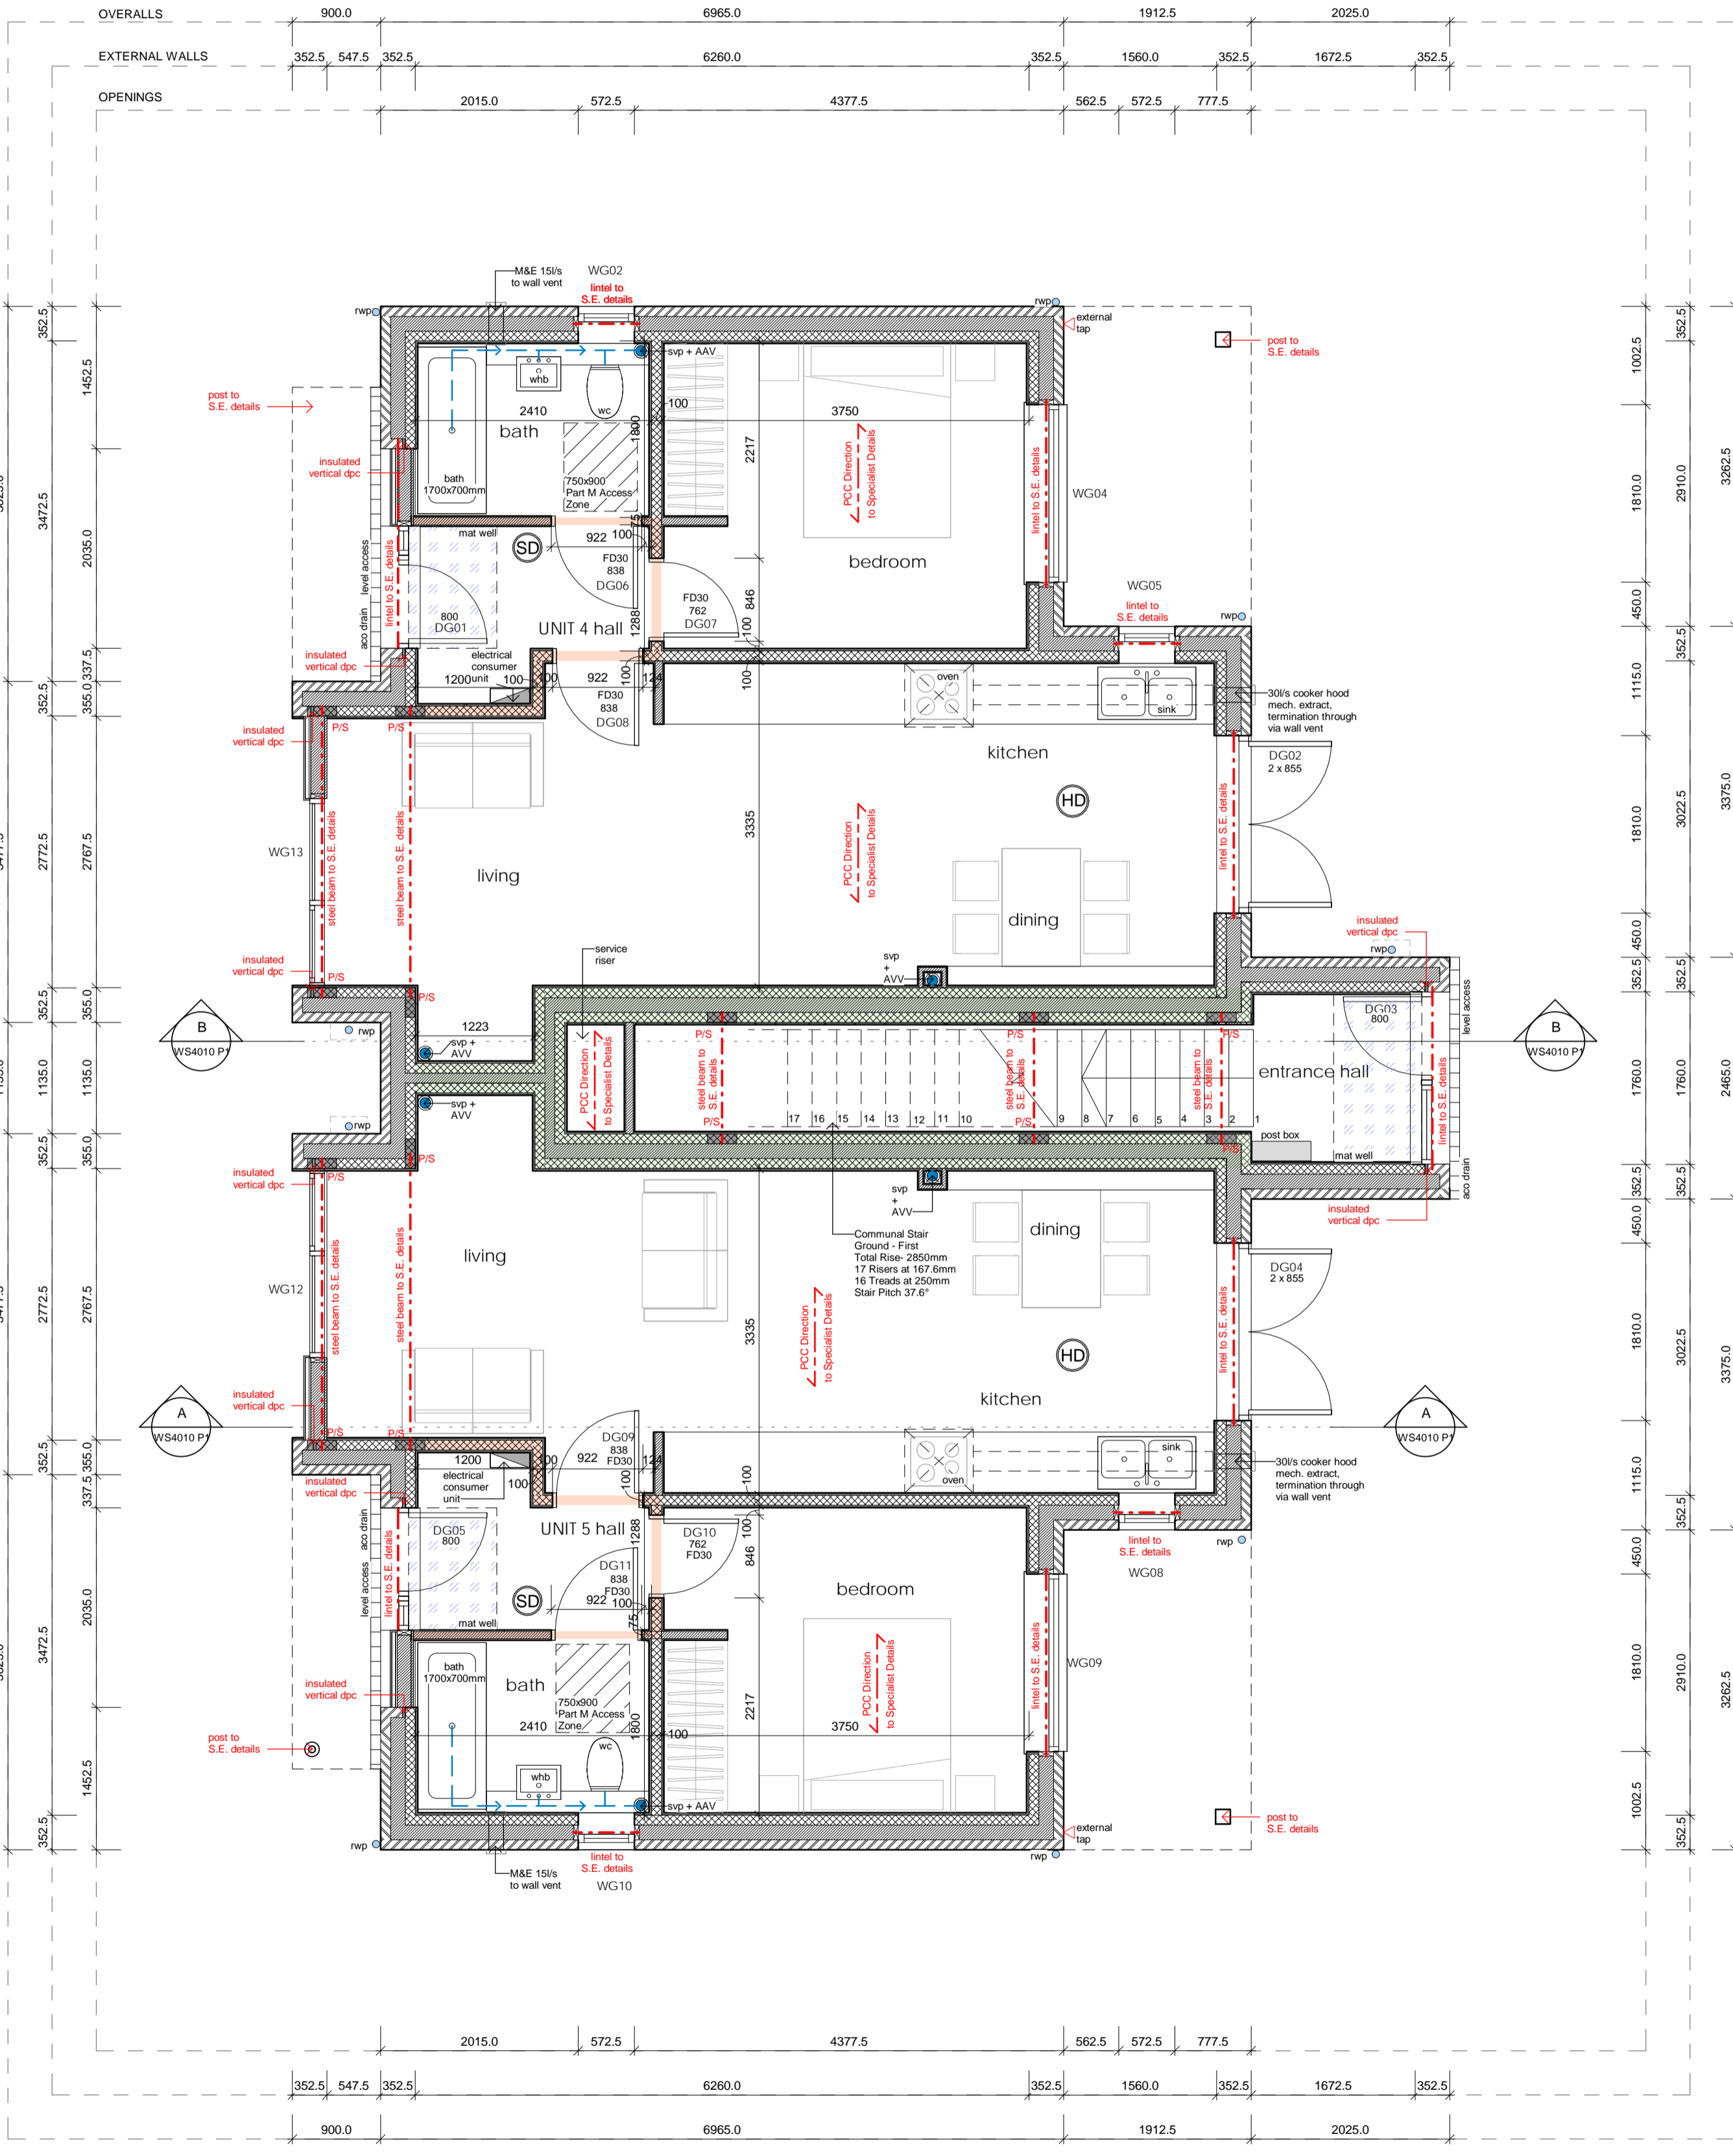 OVERALLS
900.0 6965.0 1912.5 2025.0
EXTERNAL WALLS
352.5 547.5 352.5 6260.0 352.5 1560.0 352.5 1672.5 352.5
OPENINGS
2015.0 572.5 4377.5 562.5 572.5 777.5
M&E 15l/s
to wall vent
WG02
lintel to
S.E. details
rwp
rwp
external
tap
post to
S.E. details
post to
S.E. details
svp + AAV
whb
wc
2410
100
3750
bath
1800
2217
PCC Direction
to Specialist Details
lintel to S.E. details
insulated
vertical dpc
bath
1700x700mm
750x900
Part M Access
Zone
WG04
mat well
75
SD
922
100
FD30
838
DG06
bedroom
level access
aco drain
lintel to S.E. details
800
DG01
FD30
762
DG07
846
1288
UNIT 4 hall
100
WG05
lintel to
S.E. details
rwp
insulated
vertical dpc
electrical
consumer
unit
1200
100
100
922
124
100
100
FD30
838
DG08
oven
sink
30l/s cooker hood
mech. extract,
termination through
via wall vent
insulated
vertical dpc
P/S
P/S
kitchen
DG02
2 x 855
HD
steel beam to S.E. details
steel beam to S.E. details
3335
PCC Direction
to Specialist Details
lintel to S.E. details
WG13
living
dining
insulated
vertical dpc
rwp
service
riser
svp
+
AVV
insulated
vertical dpc
P/S
P/S
B
WS4010 P1
rwp
1223
svp +
AVV
PCC Direction
to Specialist Details
P/S
P/S
P/S
steel beam to
S.E. details
steel beam to
S.E. details
steel beam to
S.E. details
DG03
800
level access
lintel to S.E. details
B
WS4010 P1
entrance hall
svp +
AVV
17 16 15 14 13 12 11 10 9 8 7 6 5 4 3 2 1
P/S
P/S
P/S
rwp
post box
mat well
aco drain
P/S
insulated
vertical dpc
P/S
svp
+
AVV
insulated
vertical dpc
dining
living
Communal Stair
Ground - First
Total Rise- 2850mm
17 Risers at 167.6mm
16 Treads at 250mm
Stair Pitch 37.6°
DG04
2 x 855
WG12
steel beam to S.E. details
steel beam to S.E. details
3335
PCC Direction
to Specialist Details
lintel to S.E. details
HD
insulated
vertical dpc
kitchen
A
WS4010 P1
A
WS4010 P1
P/S
P/S
DG09
838
FD30
1200
100
100
922
124
100
100
electrical
consumer
unit
sink
oven
30l/s cooker hood
mech. extract,
termination through
via wall vent
insulated
vertical dpc
aco drain
level access
lintel to S.E. details
DG05
800
UNIT 5 hall
1288
DG10
762
FD30
100
846
lintel to
S.E. details
rwp
WG08
DG11
838
FD30
SD
922
100
75
mat well
bedroom
bath
1700x700mm
bath
750x900
Part M Access
Zone
insulated
vertical dpc
2410
1800
100
2217
3750
PCC Direction
to Specialist Details
lintel to S.E. details
WG09
post to
S.E. details
wc
whb
svp + AAV
post to
S.E. details
rwp
external
tap
rwp
M&E 15l/s
to wall vent
lintel to
S.E. details
WG10
352.5
3472.5
352.5
2772.5
352.5
1135.0
352.5
2772.5
352.5
3472.5
352.5
1452.5
2035.0
337.5
355.0
2767.5
355.0
1135.0
355.0
2767.5
355.0
337.5
2035.0
1452.5
1002.5
1810.0
450.0
1115.0
1810.0
450.0
352.5
1760.0
352.5
450.0
1810.0
1115.0
450.0
1810.0
1002.5
352.5
2910.0
352.5
3022.5
352.5
1760.0
352.5
3022.5
352.5
2910.0
352.5
3262.5
3375.0
2465.0
3375.0
3262.5
2015.0 572.5 4377.5 562.5 572.5 777.5
352.5 547.5 352.5 6260.0 352.5 1560.0 352.5 1672.5 352.5
900.0 6965.0 1912.5 2025.0